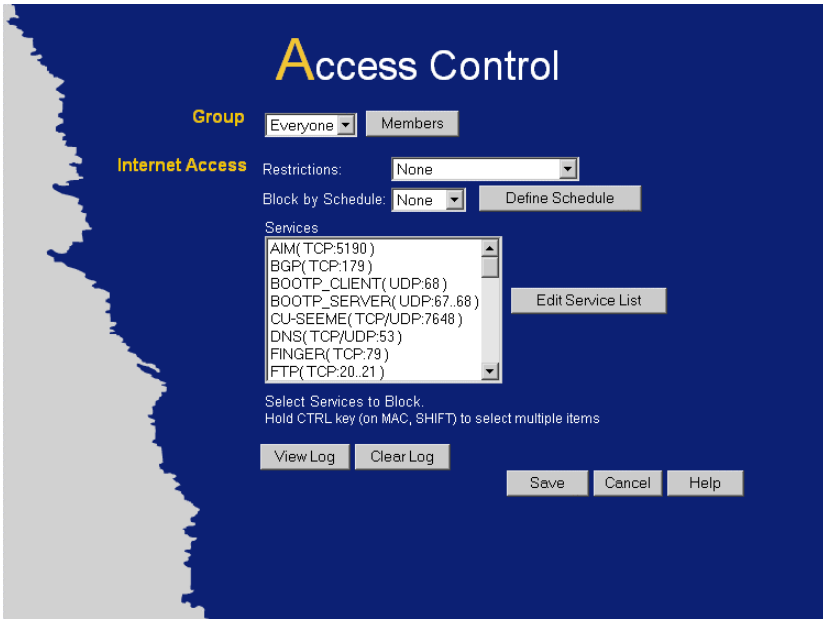 Access Control
Group Everyone Members
Internet Access Restrictions: None
Block by Schedule: None Define Schedule
Services
AIM(TCP:5190)
BGP(TCP:179)
BOOTP_CLIENT(UDP:68)
BOOTP_SERVER(UDP:67..68)
CU-SEEME(TCP/UDP:7648)
DNS(TCP/UDP:53)
FINGER(TCP:79)
FTP(TCP:20..21)
Edit Service List
Select Services to Block.
Hold CTRL key (on MAC, SHIFT) to select multiple items
View Log Clear Log
Save Cancel Help